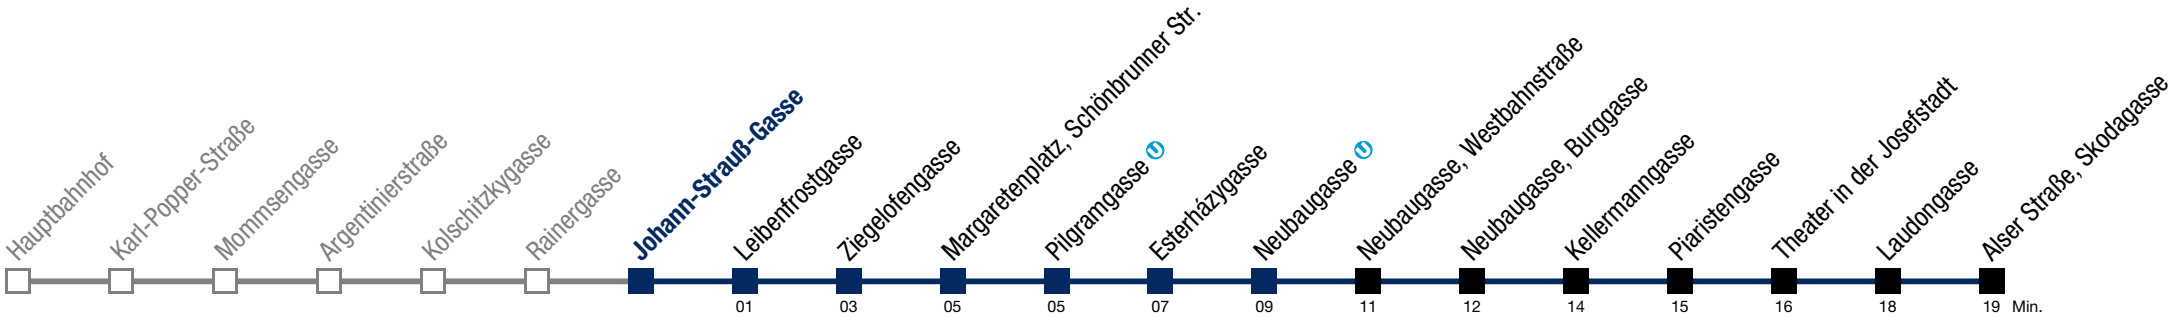 Hauptbahnhof
Karl-Popper-Straße
Mommsengasse
Argentinierstraße
Kolschitzkygasse
Rainergasse
Johann-Strauß-Gasse
Leibenfrostgasse
Ziegelofengasse
Margaretenplatz, Schönbrunner Str.
Pilgramgasse U
Esterházygasse
Neubaugasse U
Neubaugasse, Westbahnstraße
Neubaugasse, Burggasse
Kellermanngasse
Piaristengasse
Theater in der Josefstadt
Laudongasse
Alser Straße, Skodagasse
01 03 05 05 07 09 11 12 14 15 16 18 19 Min.